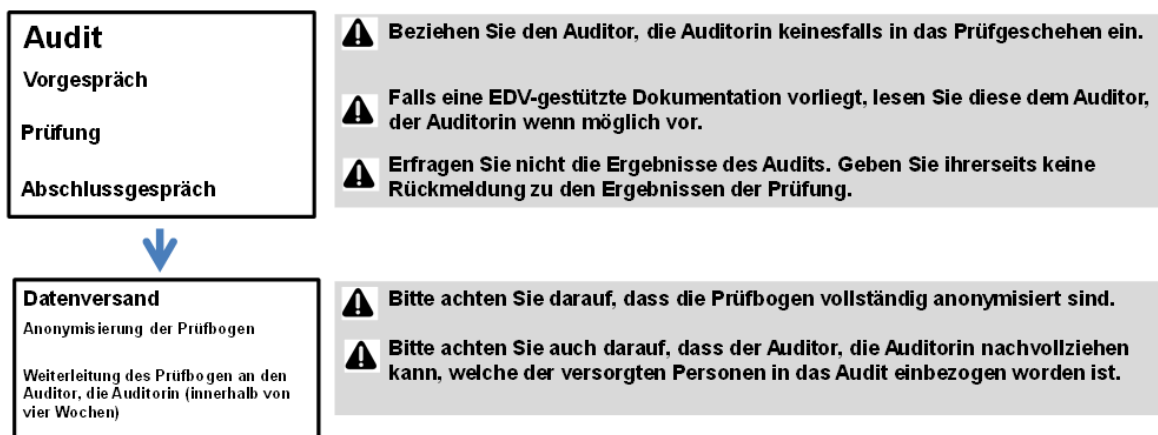 Audit
Vorgespräch
Prüfung
Abschlussgespräch
Beziehen Sie den Auditor, die Auditorin keinesfalls in das Prüfgeschehen ein.
Falls eine EDV-gestützte Dokumentation vorliegt, lesen Sie diese dem Auditor,
der Auditorin wenn möglich vor.
Erfragen Sie nicht die Ergebnisse des Audits. Geben Sie ihrerseits keine
Rückmeldung zu den Ergebnissen der Prüfung.
Datenversand
Anonymisierung der Prüfbogen
Weiterleitung des Prüfbogen an den
Auditor, die Auditorin (innerhalb von
vier Wochen)
Bitte achten Sie darauf, dass die Prüfbogen vollständig anonymisiert sind.
Bitte achten Sie auch darauf, dass der Auditor, die Auditorin nachvollziehen
kann, welche der versorgten Personen in das Audit einbezogen worden ist.